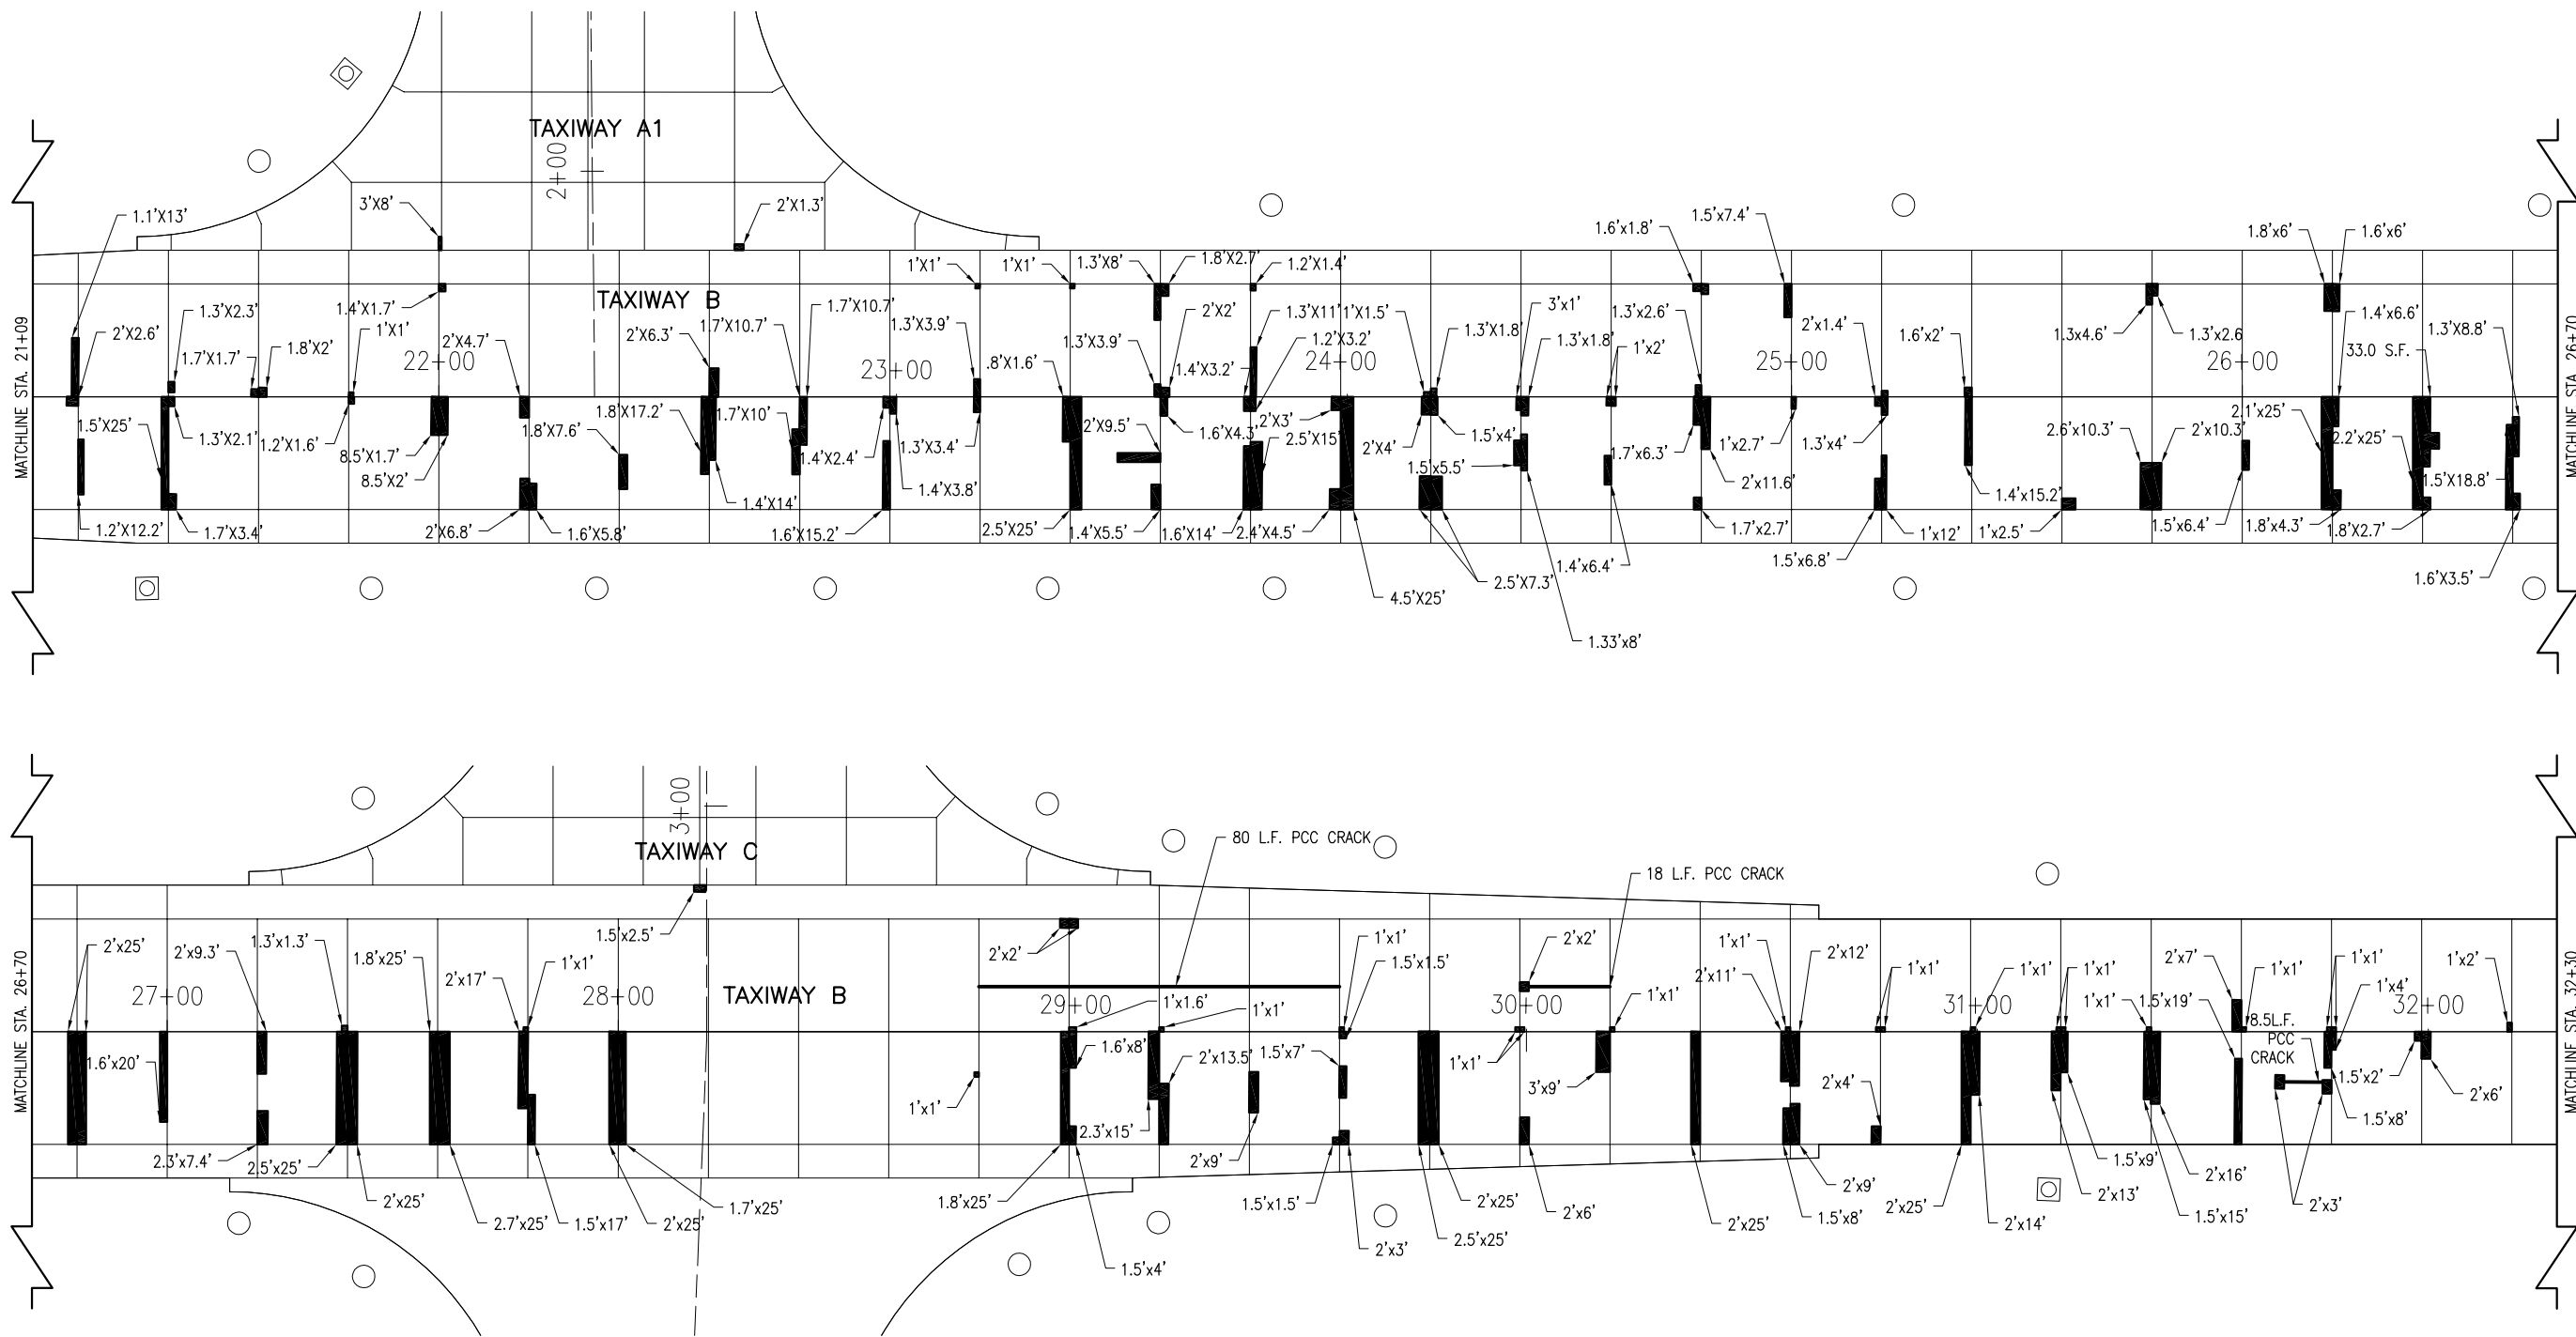 TAXIWAY A1
2+00
1.1'X13'
3'X8'
2'X1.3'
1.6'x1.8'
1.5'x7.4'
1.8'x6'
1.6'x6'
1'X1'
1'X1'
1.3'X8'
1.8'X2.7'
1.2'X1.4'
TAXIWAY B
1.3'X2.3'
1.4'X1.7'
1.7'X10.7'
2'X2.6'
1'X1'
2'X6.3'
1.7'X10.7'
1.3'X3.9'
2'X2'
1.3'X11'
1'X1.5'
3'x1'
1.3'x2.6'
2'x1.4'
1.6'x2'
1.3x4.6'
1.3'x2.6
1.4'x6.6'
1.3'X8.8'
MATCHLINE STA. 21+09
MATCHLINE STA. 26+70
1.7'X1.7'
1.8'X2'
22+00
2'X4.7'
23+00
1.3'X3.9'
1.2'X3.2'
1.3'X1.8'
1.3'x1.8'
1'x2'
24+00
25+00
26+00
33.0 S.F.
.8'X1.6'
1.4'X3.2'
1.5'X25'
1.3'X2.1'
1.2'X1.6'
8.5'X1.7'
8.5'X2'
1.8'X7.6'
1.8'X17.2'
1.7'X10'
1.4'X2.4'
1.3'X3.4'
2'X9.5'
1.6'X4.3'
2'X3'
2.5'X15'
2'X4'
1.5'x4'
1.5'x5.5'
1.7'x6.3'
1'x2.7'
1.3'x4'
2.6'x10.3'
2'x10.3'
2.1'x25'
2.2'x25'
1.5'X18.8'
1.4'X14'
1.4'X3.8'
2'x11.6'
1.4'x15.2'
1.2'X12.2'
1.7'X3.4'
2'X6.8'
1.6'X5.8'
1.6'X15.2'
2.5'X25'
1.4'X5.5'
1.6'X14'
2.4'X4.5'
1.7'x2.7'
1'x12'
1'x2.5'
1.5'x6.4'
1.8'x4.3'
1.8'X2.7'
1.4'x6.4'
1.5'x6.8'
2.5'X7.3'
4.5'X25'
1.6'X3.5'
1.33'x8'
3+00
TAXIWAY C
80 L.F. PCC CRACK
18 L.F. PCC CRACK
2'x25'
2'x9.3'
1.3'x1.3'
1.8'x25'
2'x17'
1'x1'
1.5'x2.5'
2'x2'
1'x1'
1.5'x1.5'
2'x2'
1'x1'
2'x11'
2'x12'
1'x1'
1'x1'
1'x1'
2'x7'
1'x1'
1'x1'
1'x2'
MATCHLINE STA. 26+70
MATCHLINE STA. 32+30
27+00
28+00
TAXIWAY B
29+00
1'x1.6'
1'x1'
30+00
1'x1'
31+00
1'x1'
1.5'x19'
1'x4'
32+00
8.5L.F.
PCC
CRACK
1.6'x20'
1.6'x8'
2'x13.5'
1.5'x7'
1'x1'
3'x9'
2'x4'
1.5'x2'
2'x6'
1'x1'
2.3'x15'
1.5'x8'
2.3'x7.4'
2.5'x25'
2'x9'
1.5'x9'
2'x16'
2'x25'
2.7'x25'
1.5'x17'
2'x25'
1.7'x25'
1.8'x25'
1.5'x1.5'
2'x25'
2'x6'
2'x9'
2'x13'
2'x3'
1.5'x4'
2'x3'
2.5'x25'
2'x25'
1.5'x8'
2'x25'
2'x14'
1.5'x15'